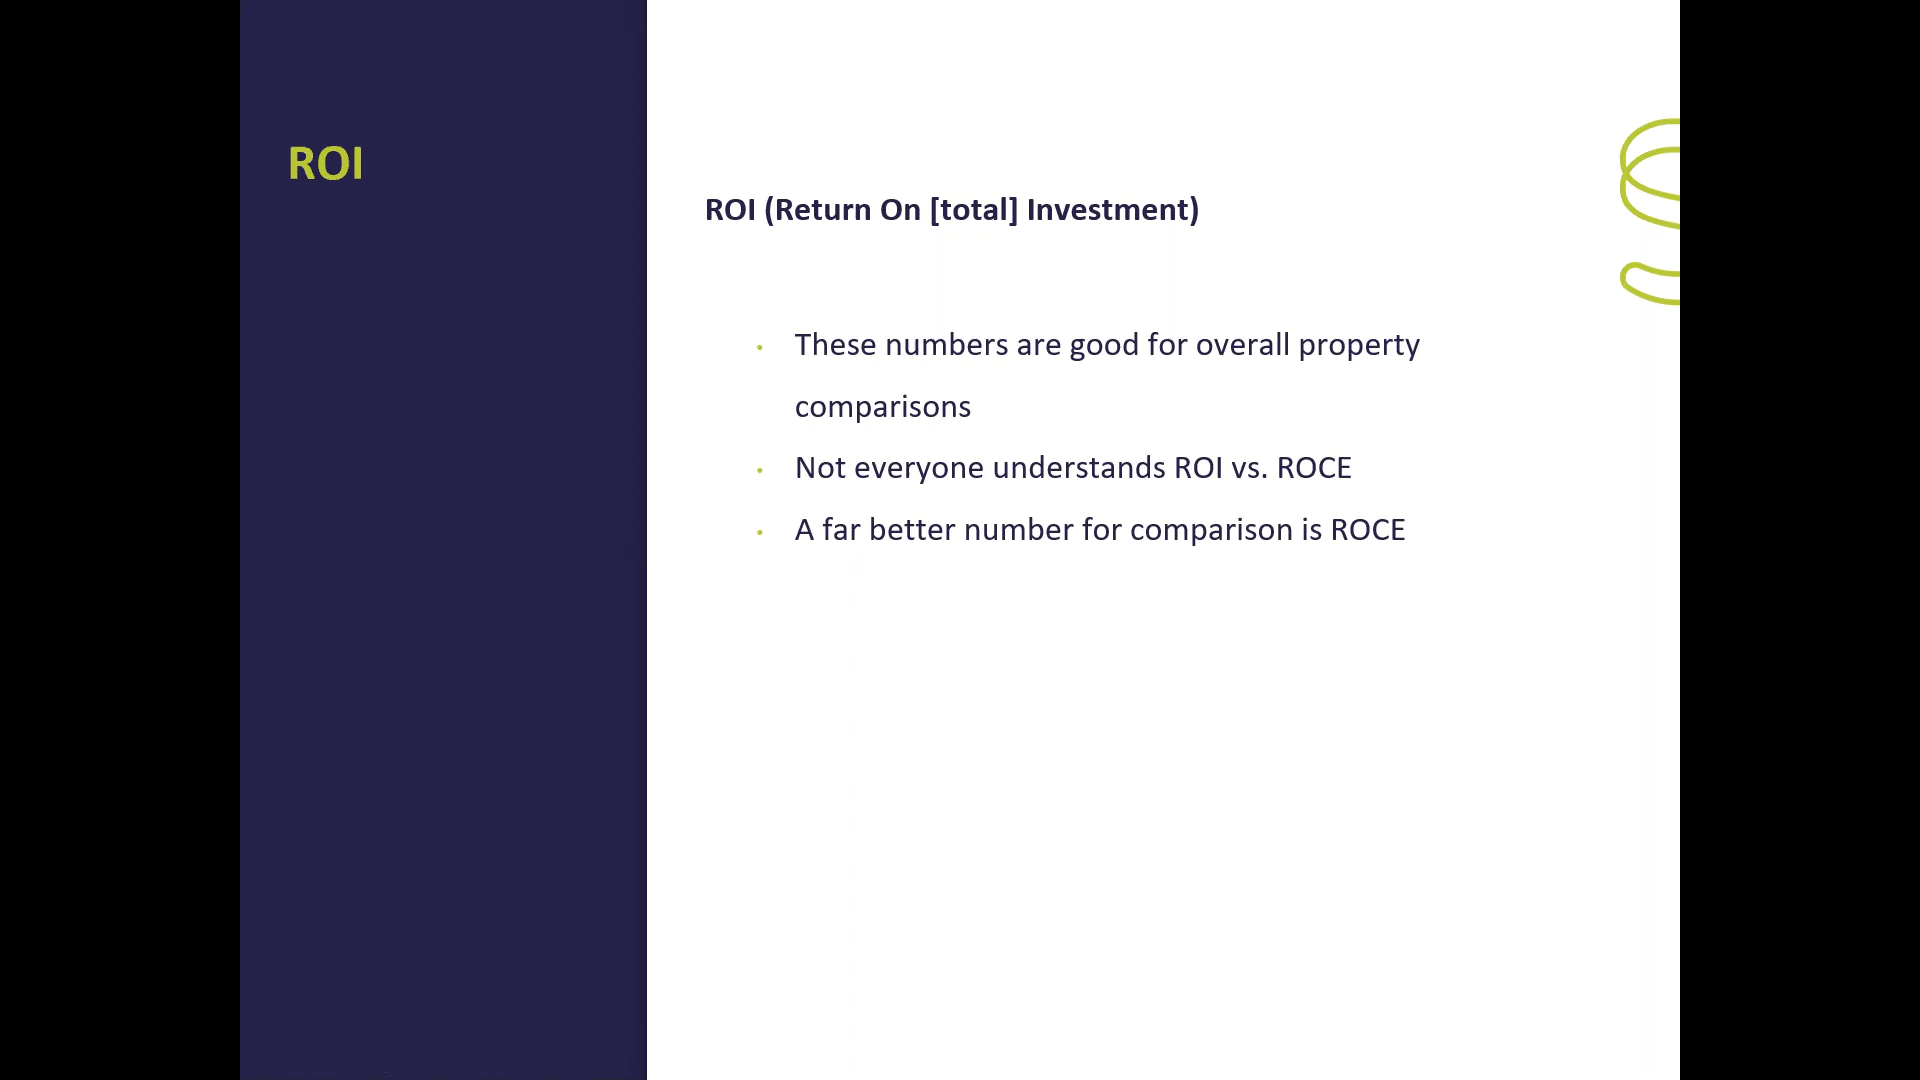 ROI
ROI (Return On [total] Investment)
• These numbers are good for overall property
comparisons
• Not everyone understands ROI vs. ROCE
• A far better number for comparison is ROCE